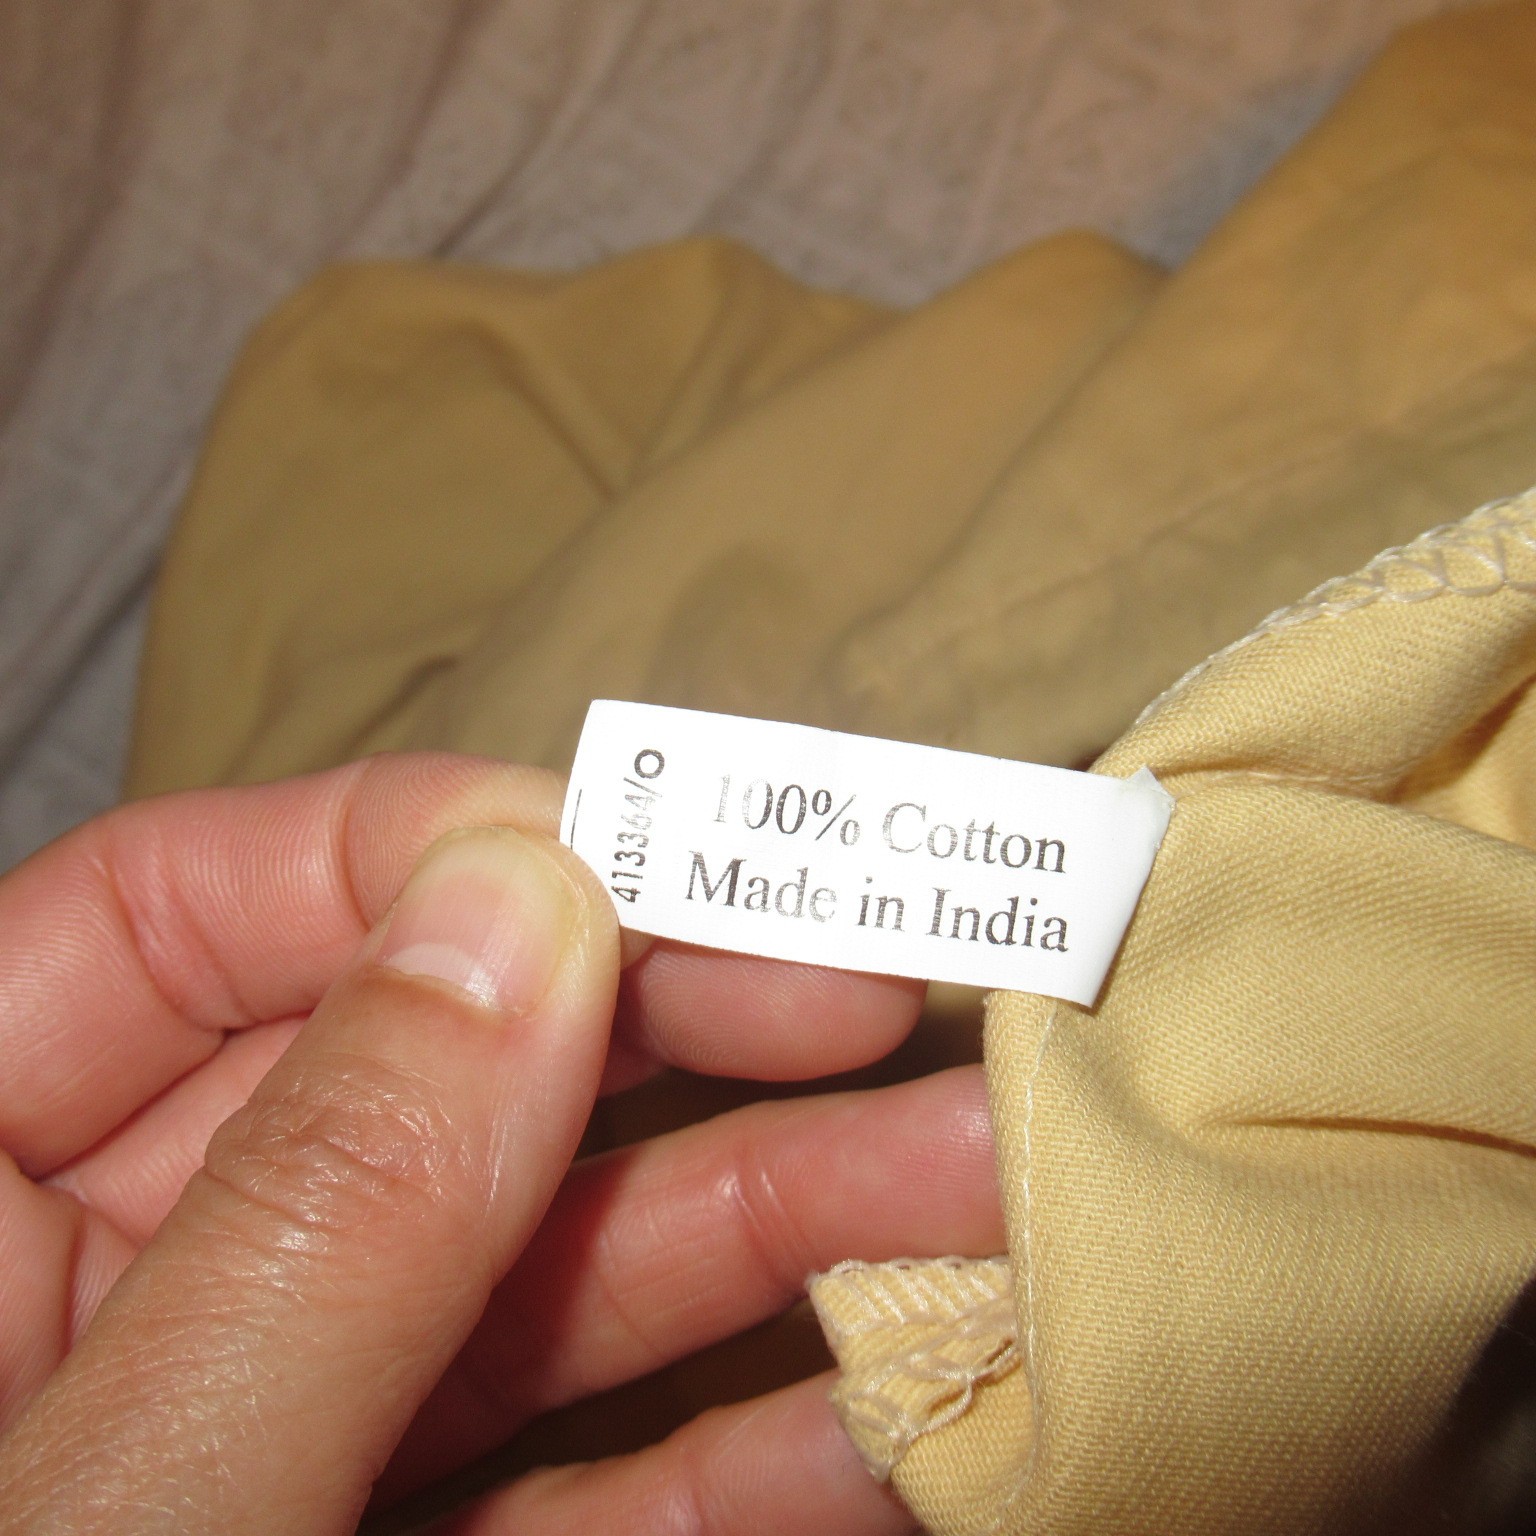 100% Cotton
Made in India
413364/O